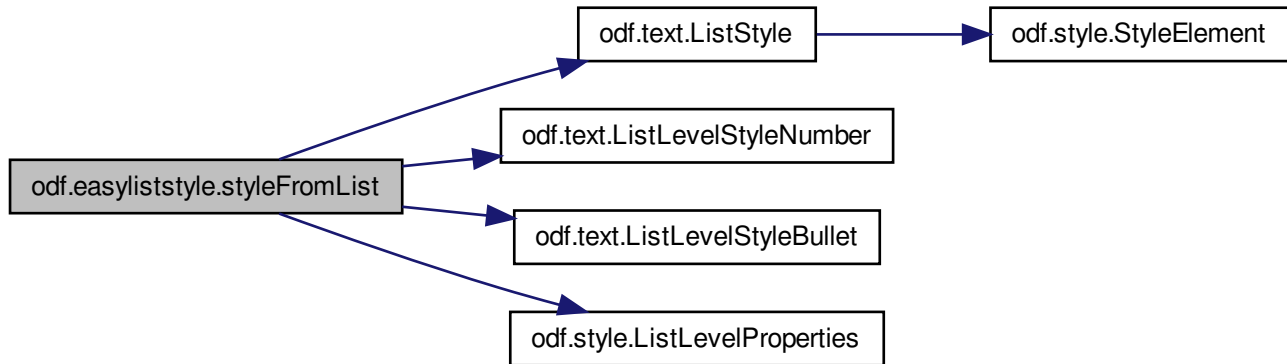 odf.text.ListStyle
odf.style.StyleElement
odf.text.ListLevelStyleNumber
odf.easyliststyle.styleFromList
odf.text.ListLevelStyleBullet
odf.style.ListLevelProperties